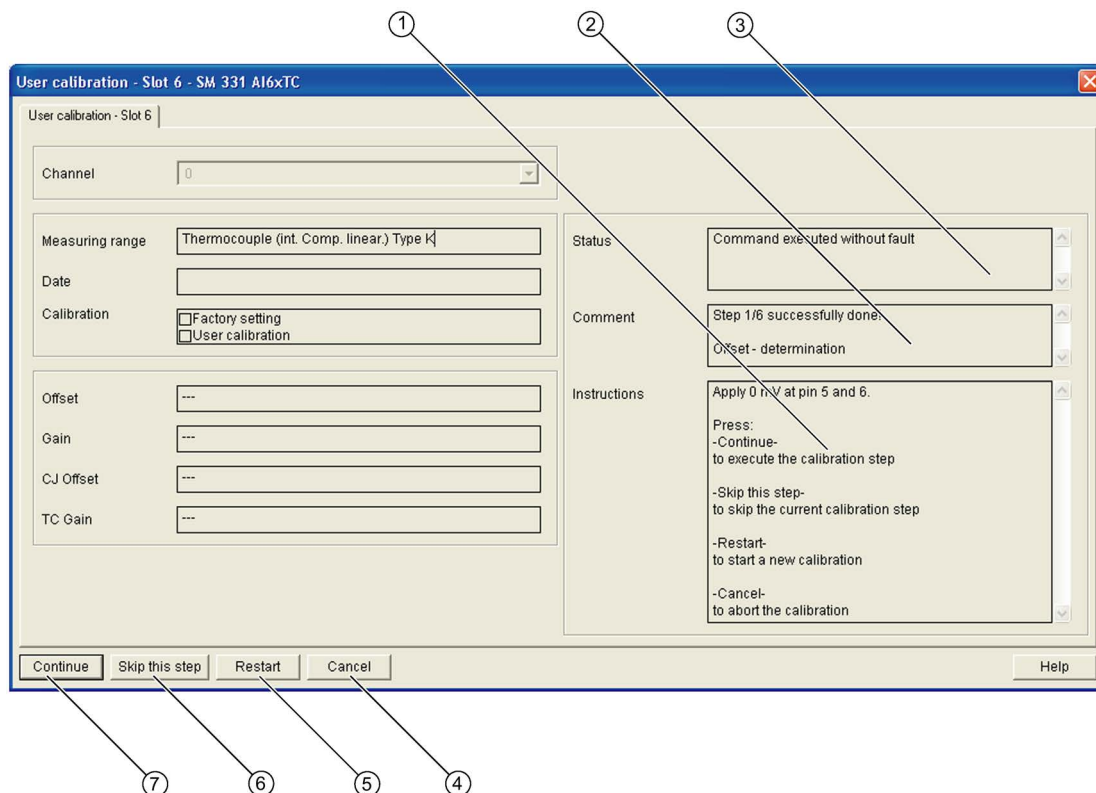 ① ② ③
User calibration - Slot 6 - SM 331 AI6xTC
User calibration - Slot 6
Channel 0
Measuring range Thermocouple (int. Comp. linear.) Type K
Date
Calibration Factory setting
User calibration
Offset ---
Gain ---
CJ Offset ---
TC Gain ---
Status Command executed without fault
Comment Step 1/6 successfully done!
Offset - determination
Instructions Apply 0 mV at pin 5 and 6.
Press:
-Continue-
to execute the calibration step
-Skip this step-
to skip the current calibration step
-Restart-
to start a new calibration
-Cancel-
to abort the calibration
Continue Skip this step Restart Cancel Help
⑦ ⑥ ⑤ ④